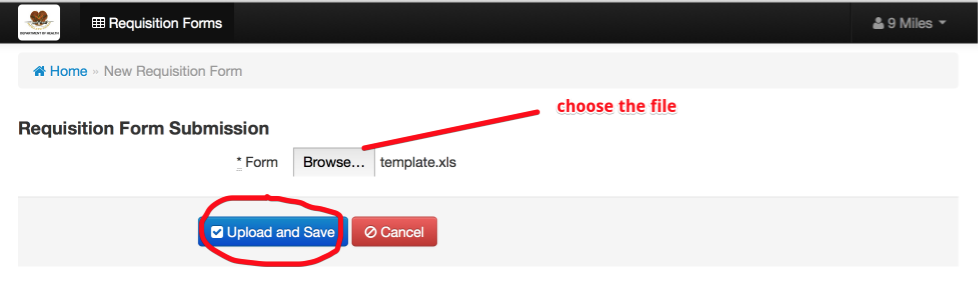 DEPARTMENT OF HEALTH
Requisition Forms
9 Miles
Home » New Requisition Form
choose the file
Requisition Form Submission
* Form Browse... template.xls
Upload and Save Cancel